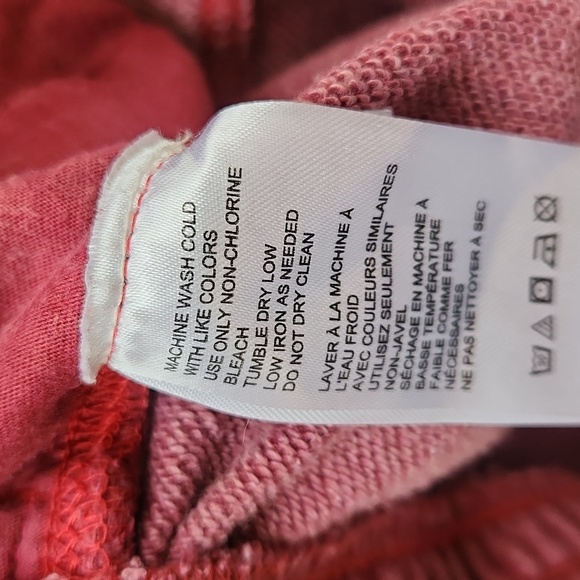 MACHINE WASH COLD
WITH LIKE COLORS
USE ONLY NON-CHLORINE
BLEACH
TUMBLE DRY LOW
LOW IRON AS NEEDED
DO NOT DRY CLEAN
LAVER À LA MACHINE À
L'EAU FROID
AVEC COULEURS SIMILAIRES
UTILISEZ SEULEMENT
NON-JAVEL
SÉCHAGE EN MACHINE À
BASSE TEMPÉRATURE
FAIBLE COMME FER
NÉCESSAIRES
NE PAS NETTOYER À SEC